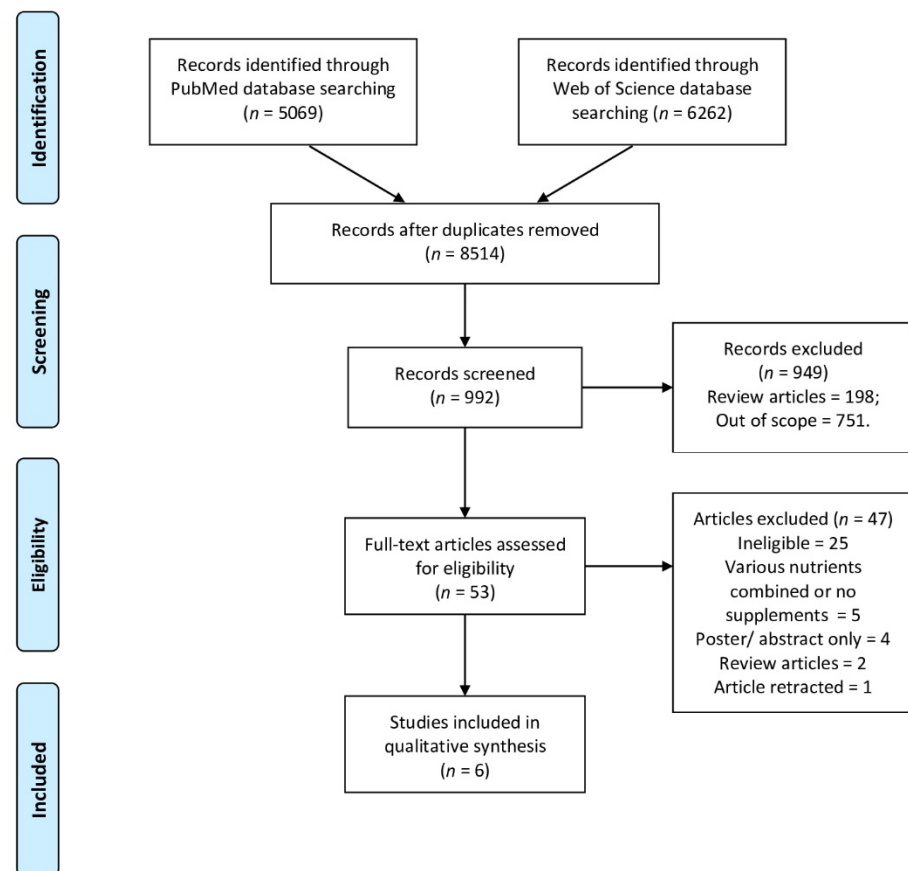 Identification
Records identified through
PubMed database searching
(n = 5069)
Records identified through
Web of Science database
searching (n = 6262)
Records after duplicates removed
(n = 8514)
Screening
Records screened
(n = 992)
Records excluded
(n = 949)
Review articles = 198;
Out of scope = 751.
Eligibility
Full-text articles assessed
for eligibility
(n = 53)
Articles excluded (n = 47)
Ineligible = 25
Various nutrients
combined or no
supplements = 5
Poster/ abstract only = 4
Review articles = 2
Article retracted = 1
Included
Studies included in
qualitative synthesis
(n = 6)